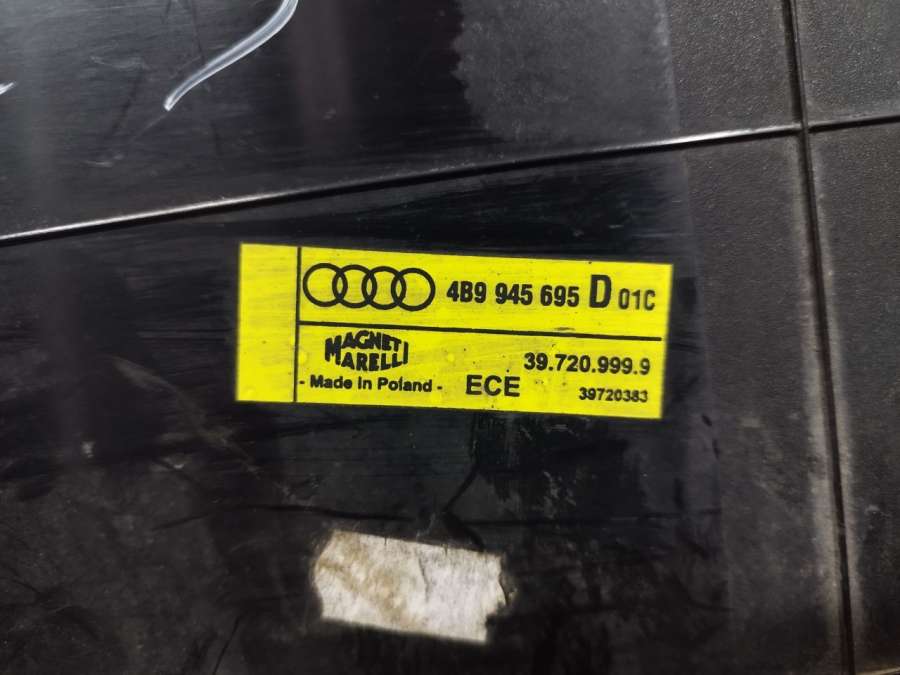 4B9 945 695 D 01C
MAGNETI
MARELLI
39.720.999.9
- Made in Poland -
ECE
39720383